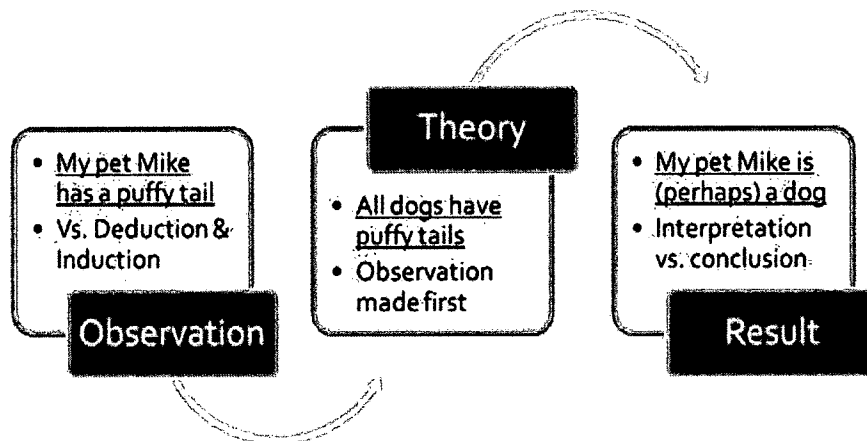 • My pet Mike
has a puffy tail
• Vs. Deduction &
Induction
Observation
Theory
• All dogs have
puffy tails
• Observation
made first
• My pet Mike is
(perhaps) a dog
• Interpretation
vs. conclusion
Result